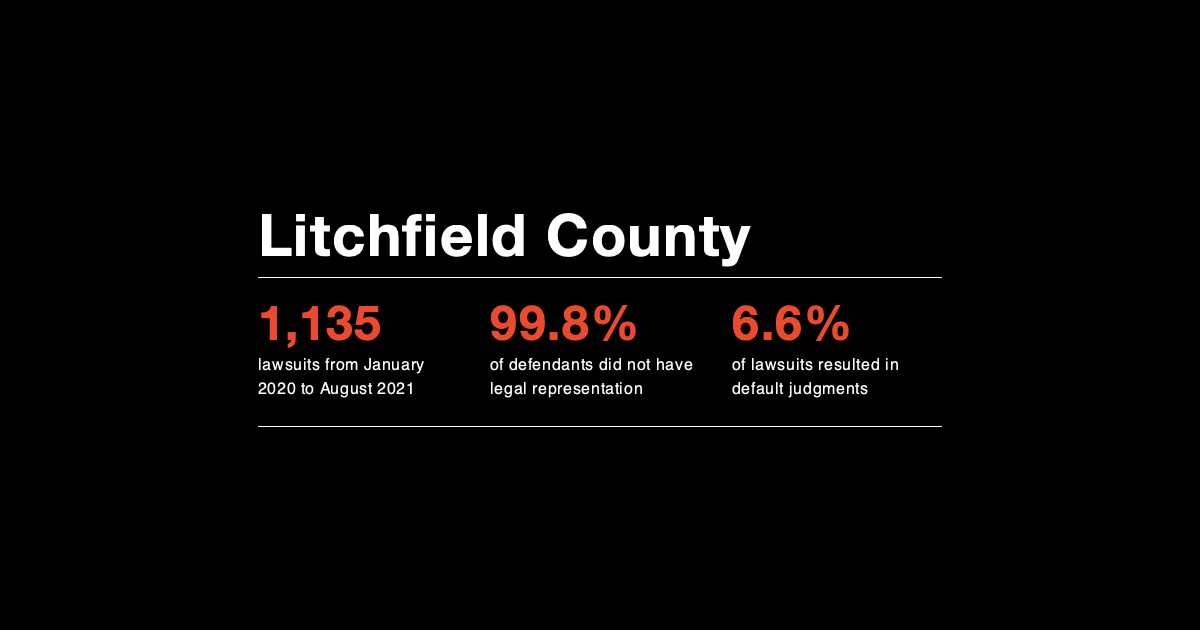 Litchfield County
1,135
lawsuits from January
2020 to August 2021
99.8%
of defendants did not have
legal representation
6.6%
of lawsuits resulted in
default judgments